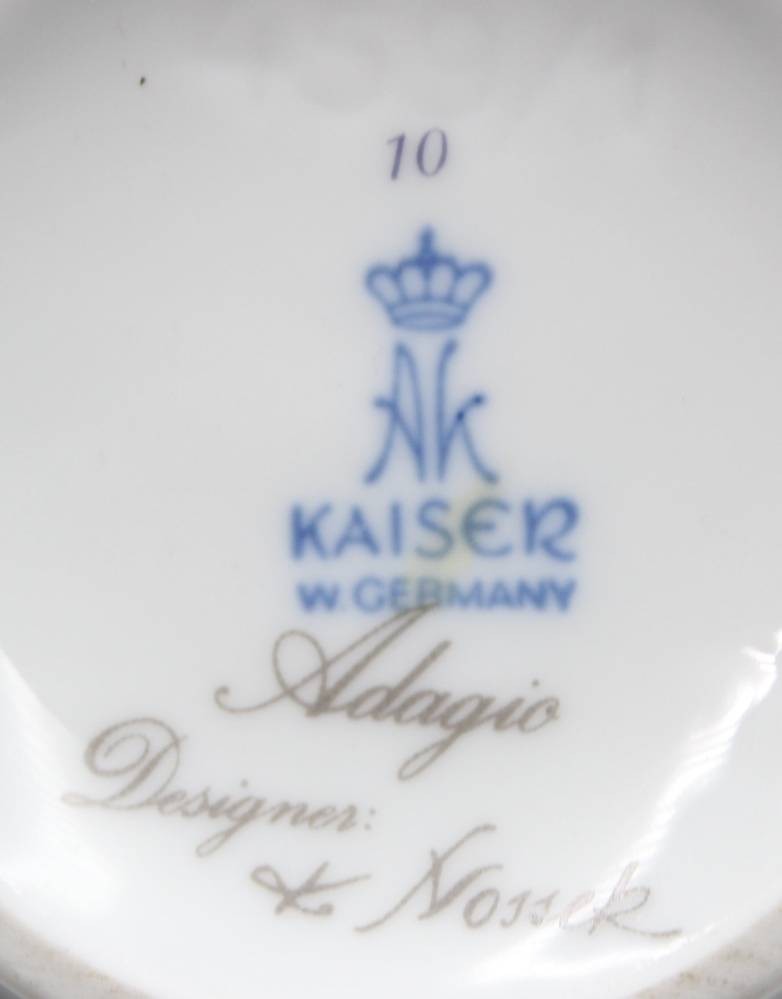 10
AK
KAISER
W. GERMANY
Adagio
Designer:
K Nossek